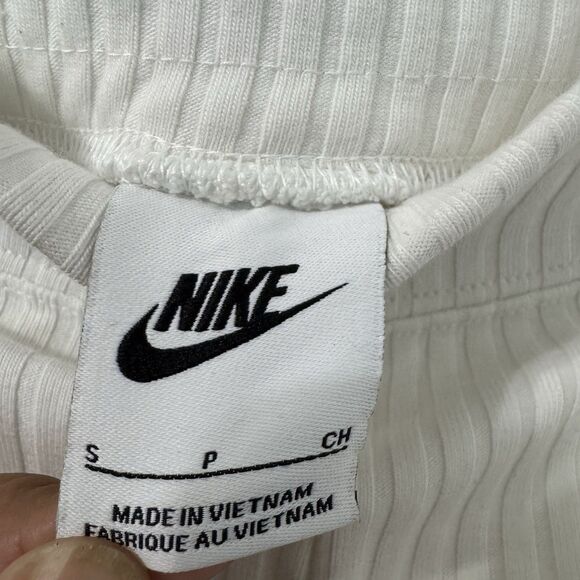 NIKE
S P CH
MADE IN VIETNAM
FABRIQUE AU VIETNAM